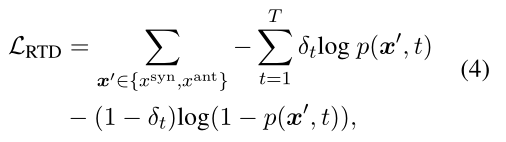 ℒ_RTD = ∑_{x′∈{x^syn,x^ant}} −∑_{t=1}^{T} δ_t log p(x′, t)
− (1 − δ_t)log(1 − p(x′, t)), (4)